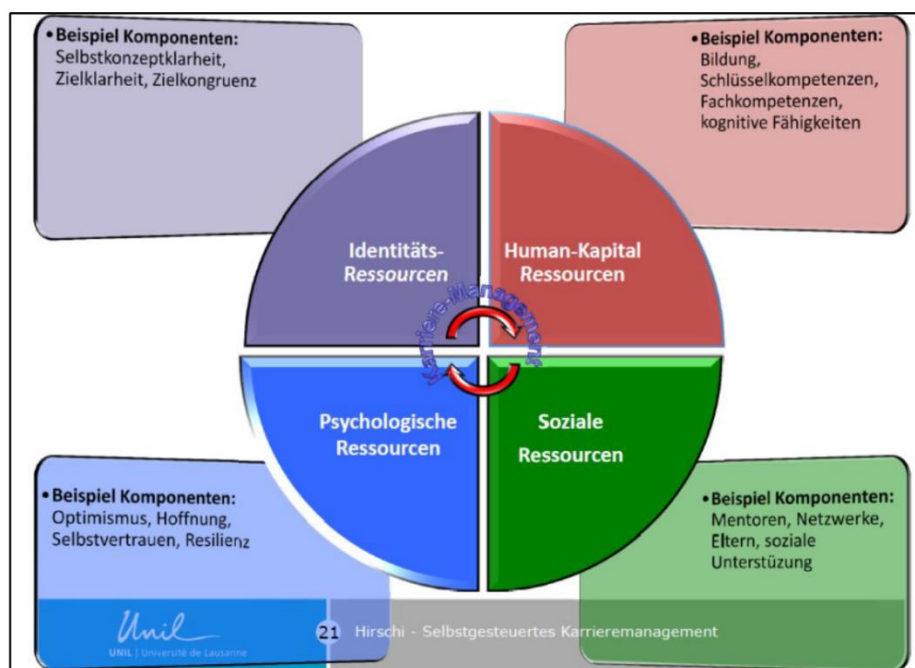 • Beispiel Komponenten:
Selbstkonzeptklarheit,
Zielklarheit, Zielkongruenz
• Beispiel Komponenten:
Bildung,
Schlüsselkompetenzen,
Fachkompetenzen,
kognitive Fähigkeiten
Identitäts-
Ressourcen
Human-Kapital
Ressourcen
Karriere-Management
Psychologische
Ressourcen
Soziale
Ressourcen
• Beispiel Komponenten:
Optimismus, Hoffnung,
Selbstvertrauen, Resilienz
• Beispiel Komponenten:
Mentoren, Netzwerke,
Eltern, soziale
Unterstüzung
Unil
UNIL | Université de Lausanne
21
Hirschi - Selbstgesteuertes Karrieremanagement